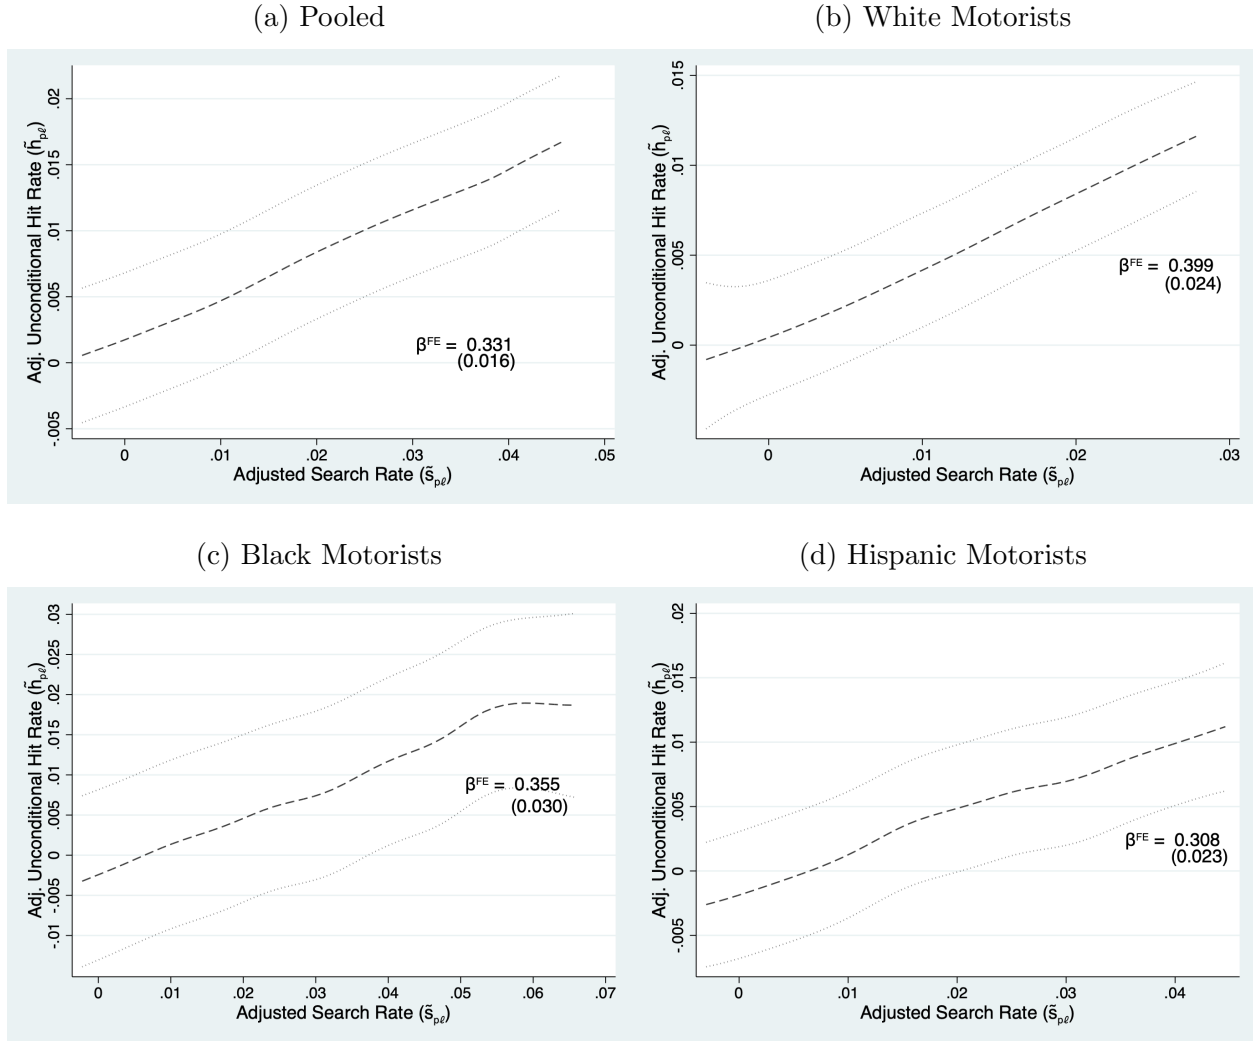 (a) Pooled
Adj. Unconditional Hit Rate (h̃pℓ)
.02
.015
.01
.005
0
-.005
βFE = 0.331
(0.016)
0 .01 .02 .03 .04 .05
Adjusted Search Rate (s̃pℓ)
(b) White Motorists
Adj. Unconditional Hit Rate (h̃pℓ)
.015
.01
.005
0
βFE = 0.399
(0.024)
0 .01 .02 .03
Adjusted Search Rate (s̃pℓ)
(c) Black Motorists
Adj. Unconditional Hit Rate (h̃pℓ)
.03
.025
.02
.015
.01
.005
0
-.005
-.01
βFE = 0.355
(0.030)
0 .01 .02 .03 .04 .05 .06 .07
Adjusted Search Rate (s̃pℓ)
(d) Hispanic Motorists
Adj. Unconditional Hit Rate (h̃pℓ)
.02
.015
.01
.005
0
-.005
βFE = 0.308
(0.023)
0 .01 .02 .03 .04
Adjusted Search Rate (s̃pℓ)